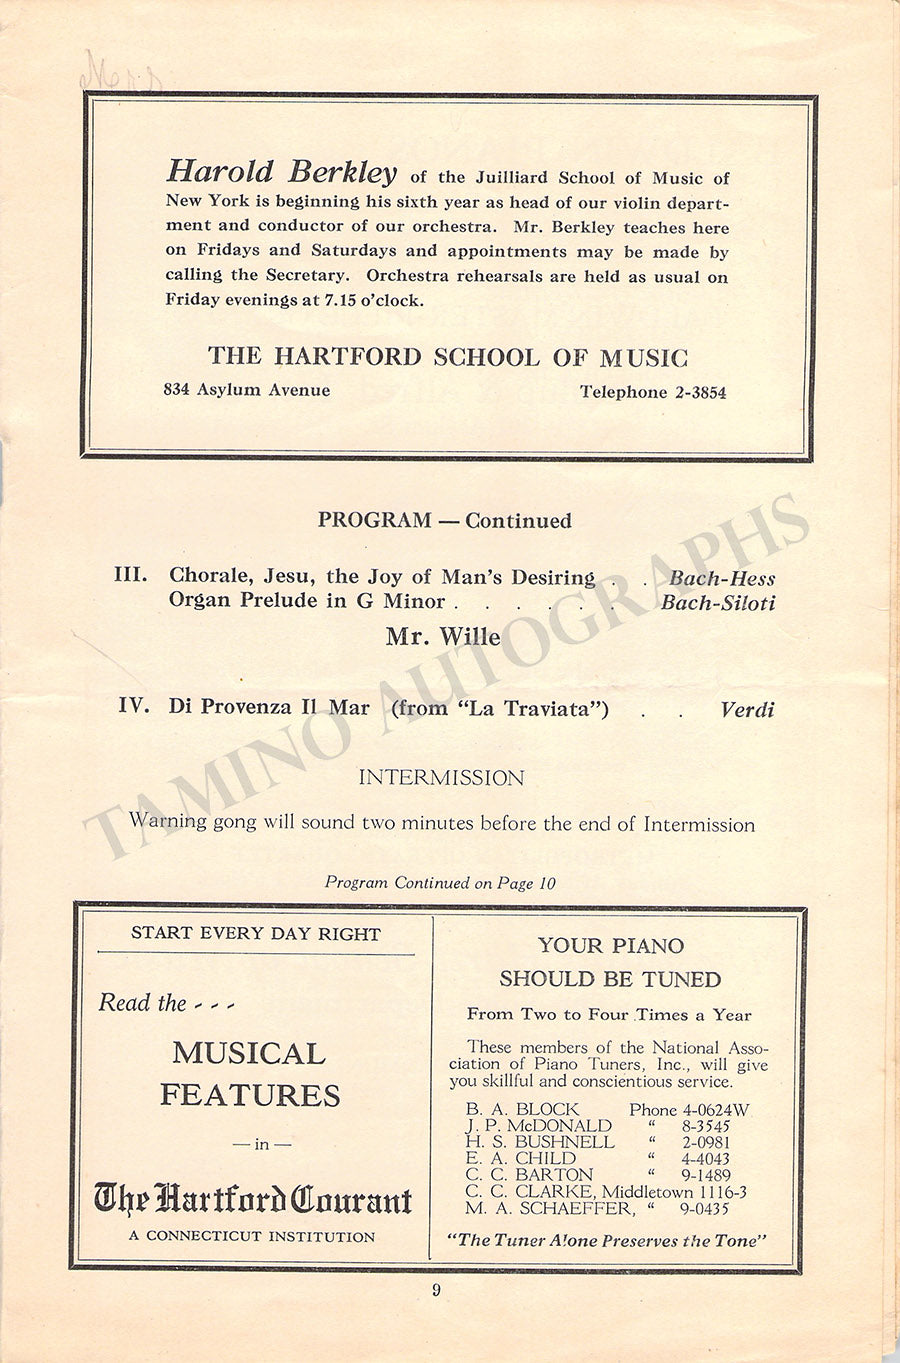 Mrs.
Harold Berkley of the Juilliard School of Music of
New York is beginning his sixth year as head of our violin depart-
ment and conductor of our orchestra. Mr. Berkley teaches here
on Fridays and Saturdays and appointments may be made by
calling the Secretary. Orchestra rehearsals are held as usual on
Friday evenings at 7.15 o'clock.
THE HARTFORD SCHOOL OF MUSIC
834 Asylum Avenue Telephone 2-3854
PROGRAM — Continued
III. Chorale, Jesu, the Joy of Man's Desiring . . Bach-Hess
Organ Prelude in G Minor . . . . . . Bach-Siloti
Mr. Wille
IV. Di Provenza Il Mar (from "La Traviata") . . Verdi
TAMINO AUTOGRAPHS
INTERMISSION
Warning gong will sound two minutes before the end of Intermission
Program Continued on Page 10
START EVERY DAY RIGHT
Read the - - -
MUSICAL
FEATURES
— in —
The Hartford Courant
A CONNECTICUT INSTITUTION
YOUR PIANO
SHOULD BE TUNED
From Two to Four Times a Year
These members of the National Asso-
ciation of Piano Tuners, Inc., will give
you skillful and conscientious service.
B. A. BLOCK Phone 4-0624W
J. P. McDONALD " 8-3545
H. S. BUSHNELL " 2-0981
E. A. CHILD " 4-4043
C. C. BARTON " 9-1489
C. C. CLARKE, Middletown 1116-3
M. A. SCHAEFFER, " 9-0435
"The Tuner Alone Preserves the Tone"
9